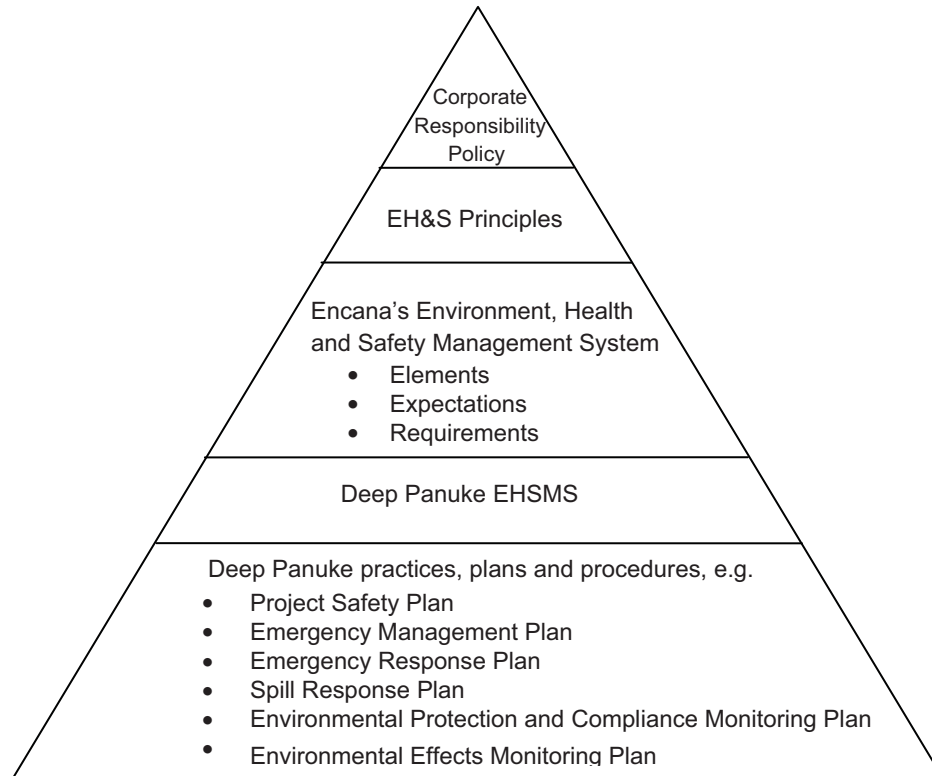 Corporate
Responsibility
Policy
EH&S Principles
Encana’s Environment, Health
and Safety Management System
• Elements
• Expectations
• Requirements
Deep Panuke EHSMS
Deep Panuke practices, plans and procedures, e.g.
• Project Safety Plan
• Emergency Management Plan
• Emergency Response Plan
• Spill Response Plan
• Environmental Protection and Compliance Monitoring Plan
• Environmental Effects Monitoring Plan